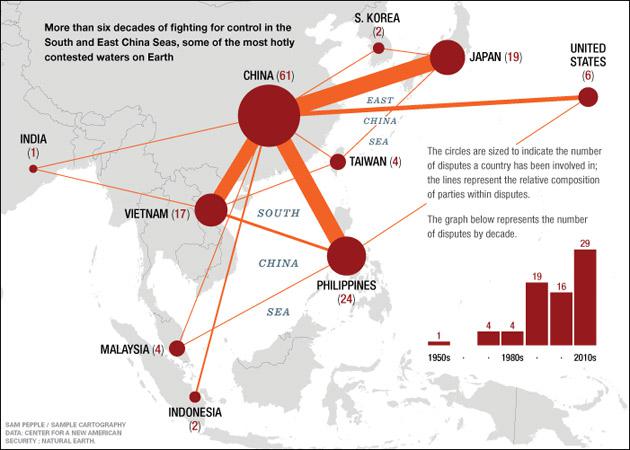 More than six decades of fighting for control in the
South and East China Seas, some of the most hotly
contested waters on Earth
S. KOREA
(2)
JAPAN (19)
UNITED
STATES
(6)
CHINA (61)
EAST
CHINA
SEA
INDIA
(1)
TAIWAN (4)
The circles are sized to indicate the number
of disputes a country has been involved in;
the lines represent the relative composition
of parties within disputes.
VIETNAM (17)
SOUTH
CHINA
SEA
The graph below represents the number
of disputes by decade.
PHILIPPINES
(24)
1
4
4
19
16
29
1950s
1980s
2010s
MALAYSIA (4)
INDONESIA
(2)
SAM PEPPLE / SAMPLE CARTOGRAPHY
DATA: CENTER FOR A NEW AMERICAN
SECURITY ; NATURAL EARTH.